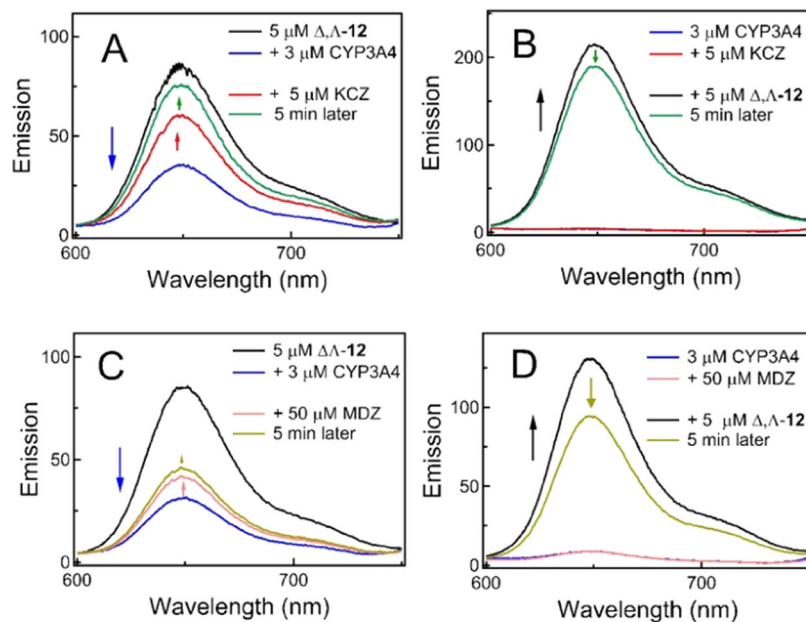 A
5 μM Δ,Λ-12
+ 3 μM CYP3A4
+ 5 μM KCZ
5 min later
100
50
0
600
700
Emission
Wavelength (nm)
B
3 μM CYP3A4
+ 5 μM KCZ
+ 5 μM Δ,Λ-12
5 min later
200
100
0
600
700
Emission
Wavelength (nm)
C
5 μM ΔΛ-12
+ 3 μM CYP3A4
+ 50 μM MDZ
5 min later
100
50
0
600
700
Emission
Wavelength (nm)
D
3 μM CYP3A4
+ 50 μM MDZ
+ 5 μM Δ,Λ-12
5 min later
100
50
0
600
700
Emission
Wavelength (nm)